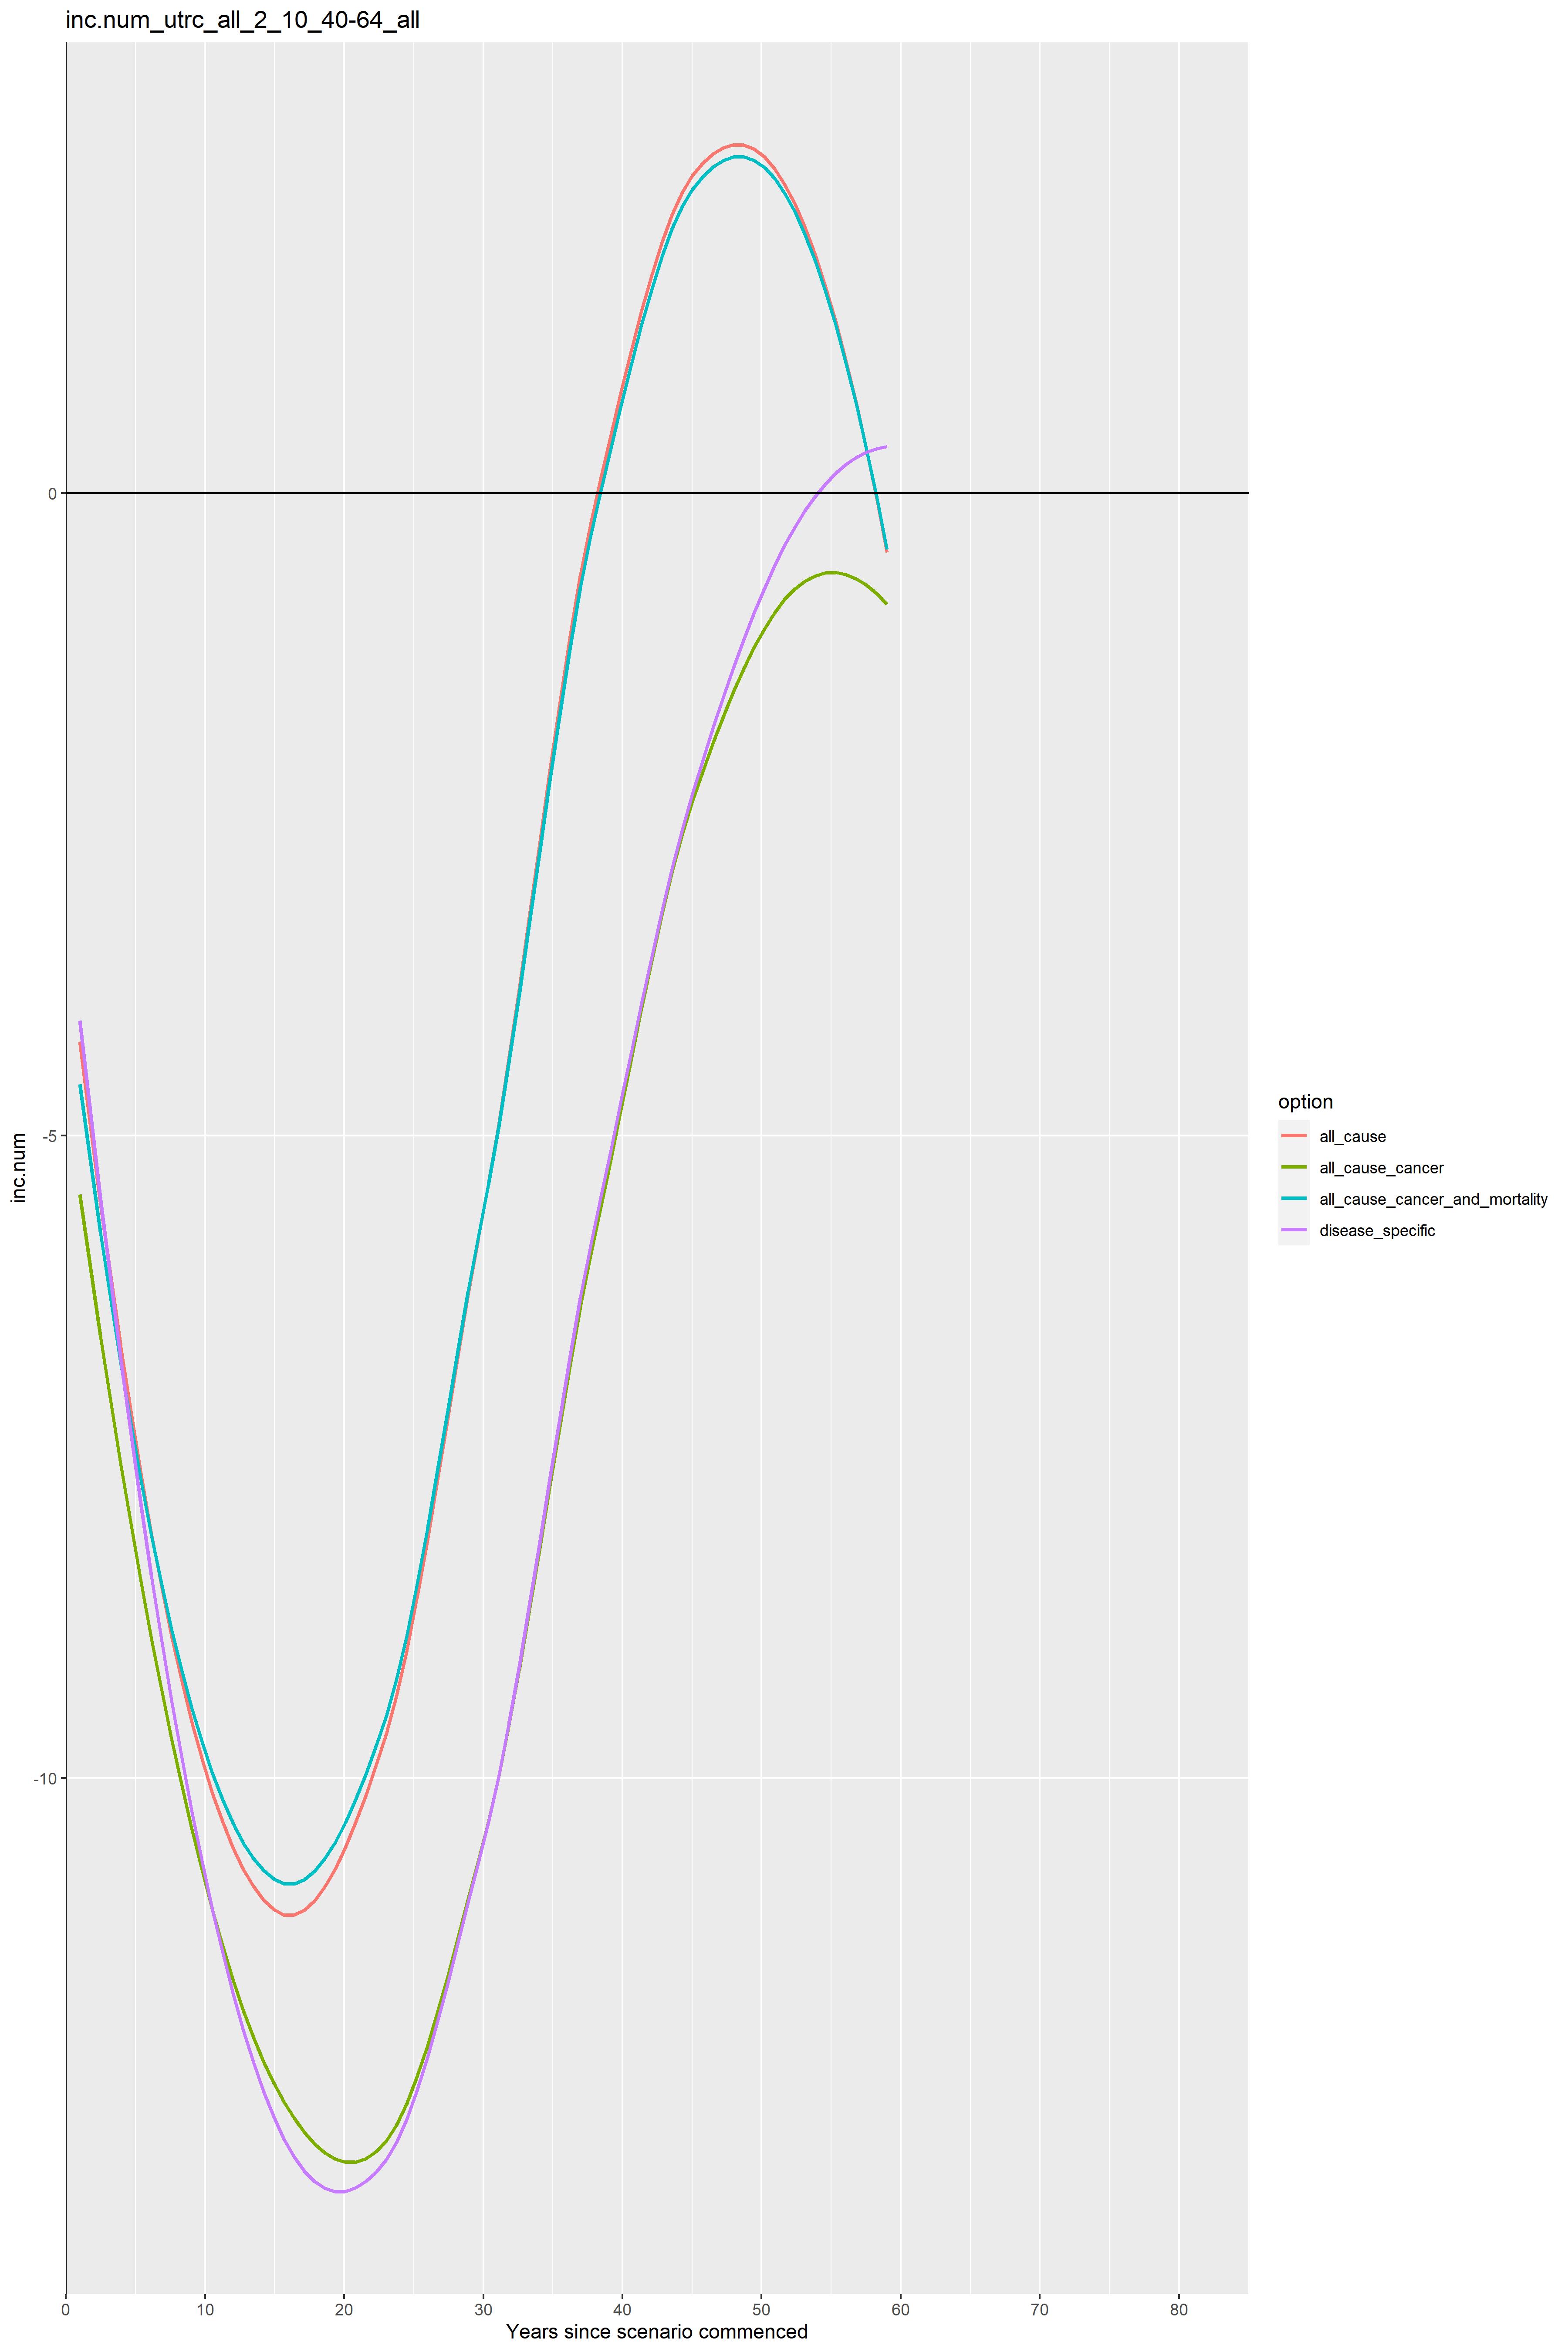 inc.num_utrc_all_2_10_40-64_all
0
-5
-10
inc.num
0 10 20 30 40 50 60 70 80
Years since scenario commenced
option
all_cause
all_cause_cancer
all_cause_cancer_and_mortality
disease_specific